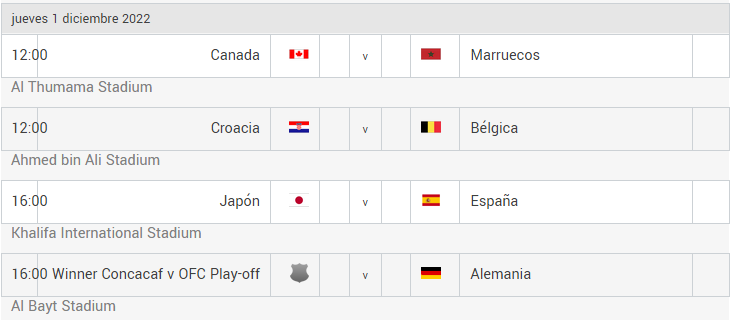 jueves 1 diciembre 2022
12:00 Canada v Marruecos
Al Thumama Stadium
12:00 Croacia v Bélgica
Ahmed bin Ali Stadium
16:00 Japón v España
Khalifa International Stadium
16:00 Winner Concacaf v OFC Play-off v Alemania
Al Bayt Stadium